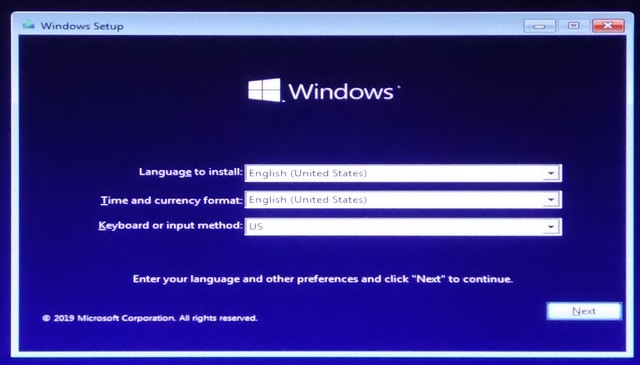 Windows Setup
Windows
Language to install: English (United States)
Time and currency format: English (United States)
Keyboard or input method: US
Enter your language and other preferences and click "Next" to continue.
© 2019 Microsoft Corporation. All rights reserved.
Next